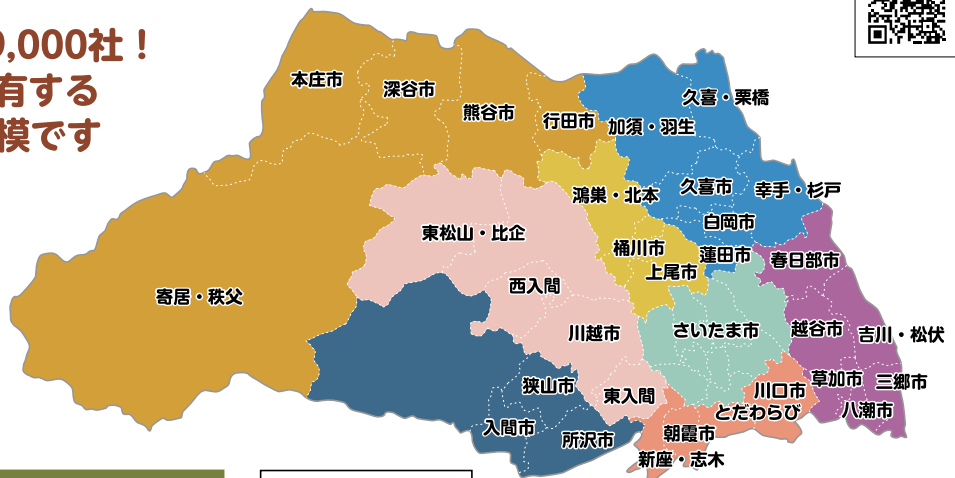 9,000社！
有する
模です
本庄市
深谷市
熊谷市
行田市
加須・羽生
久喜・栗橋
鴻巣・北本
久喜市
幸手・杉戸
白岡市
東松山・比企
桶川市
蓮田市
春日部市
上尾市
西入間
寄居・秩父
川越市
さいたま市
越谷市
吉川・松伏
狭山市
東入間
川口市
草加市
三郷市
とだわらび
八潮市
入間市
所沢市
朝霞市
新座・志木